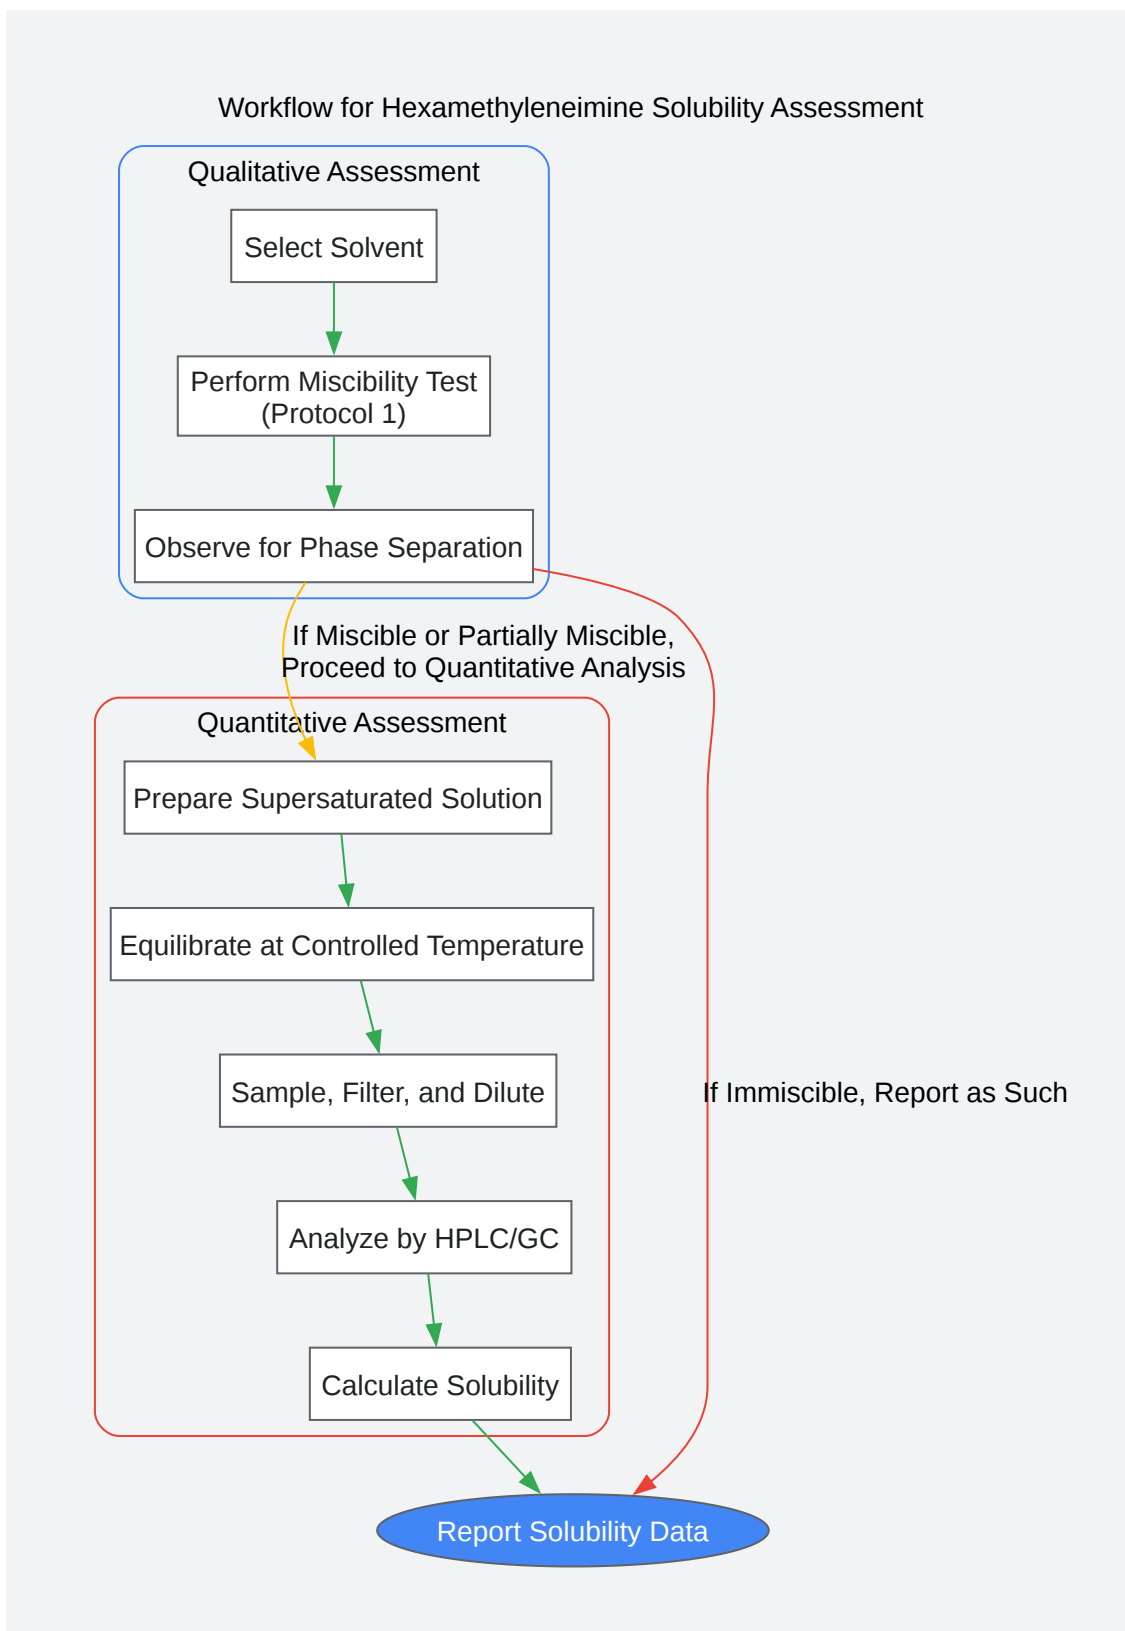 Workflow for Hexamethyleneimine Solubility Assessment
Qualitative Assessment
Select Solvent
Perform Miscibility Test
(Protocol 1)
Observe for Phase Separation
If Miscible or Partially Miscible,
Proceed to Quantitative Analysis
Quantitative Assessment
Prepare Supersaturated Solution
Equilibrate at Controlled Temperature
Sample, Filter, and Dilute
If Immiscible, Report as Such
Analyze by HPLC/GC
Calculate Solubility
Report Solubility Data